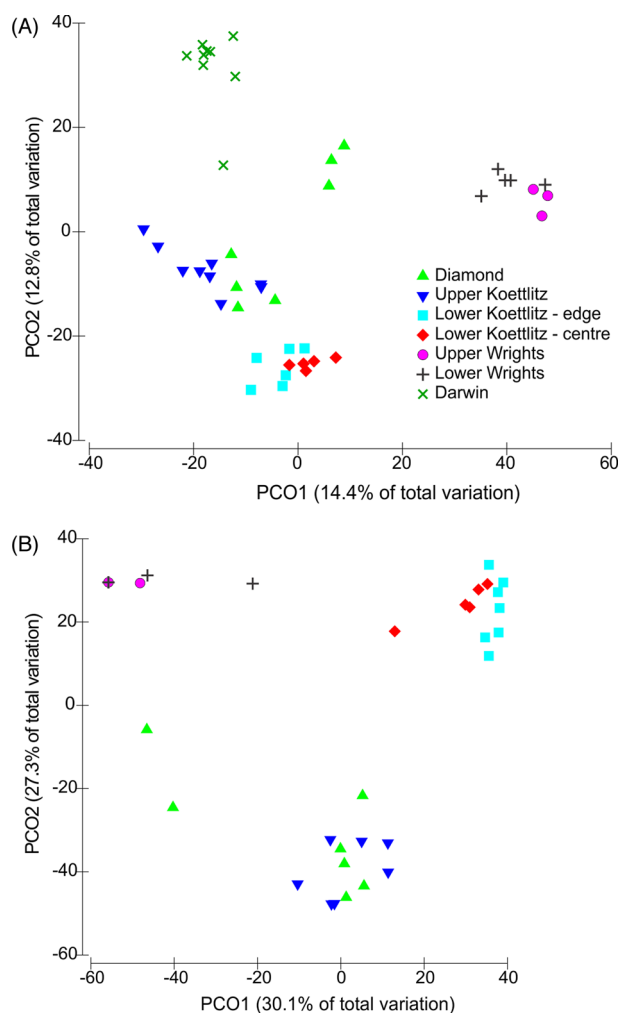 (A)
40
20
0
-20
-40
PCO2 (12.8% of total variation)
Diamond
Upper Koettlitz
Lower Koettlitz - edge
Lower Koettlitz - centre
Upper Wrights
Lower Wrights
Darwin
-40
-20
0
20
40
60
PCO1 (14.4% of total variation)
(B)
40
20
0
-20
-40
-60
PCO2 (27.3% of total variation)
-60
-40
-20
0
20
40
PCO1 (30.1% of total variation)